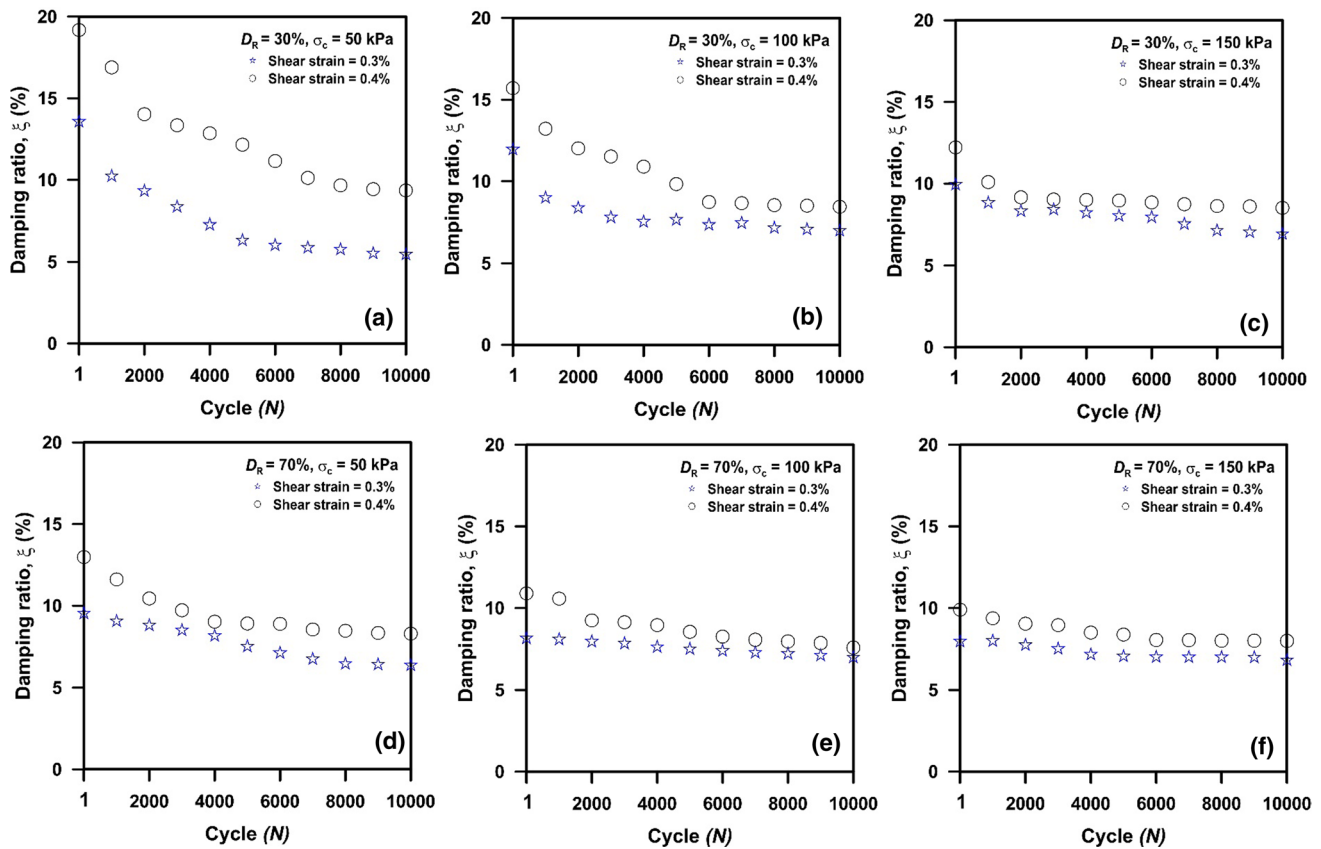 20
15
10
5
0
Damping ratio, ξ (%)
D_R = 30%, σ_c = 50 kPa
Shear strain = 0.3%
Shear strain = 0.4%
(a)
1 2000 4000 6000 8000 10000
Cycle (N)
20
15
10
5
0
Damping ratio, ξ (%)
D_R = 30%, σ_c = 100 kPa
Shear strain = 0.3%
Shear strain = 0.4%
(b)
1 2000 4000 6000 8000 10000
Cycle (N)
20
15
10
5
0
Damping ratio, ξ (%)
D_R = 30%, σ_c = 150 kPa
Shear strain = 0.3%
Shear strain = 0.4%
(c)
1 2000 4000 6000 8000 10000
Cycle (N)
20
15
10
5
0
Damping ratio, ξ (%)
D_R = 70%, σ_c = 50 kPa
Shear strain = 0.3%
Shear strain = 0.4%
(d)
1 2000 4000 6000 8000 10000
Cycle (N)
20
15
10
5
0
Damping ratio, ξ (%)
D_R = 70%, σ_c = 100 kPa
Shear strain = 0.3%
Shear strain = 0.4%
(e)
1 2000 4000 6000 8000 10000
Cycle (N)
20
15
10
5
0
Damping ratio, ξ (%)
D_R = 70%, σ_c = 150 kPa
Shear strain = 0.3%
Shear strain = 0.4%
(f)
1 2000 4000 6000 8000 10000
Cycle (N)